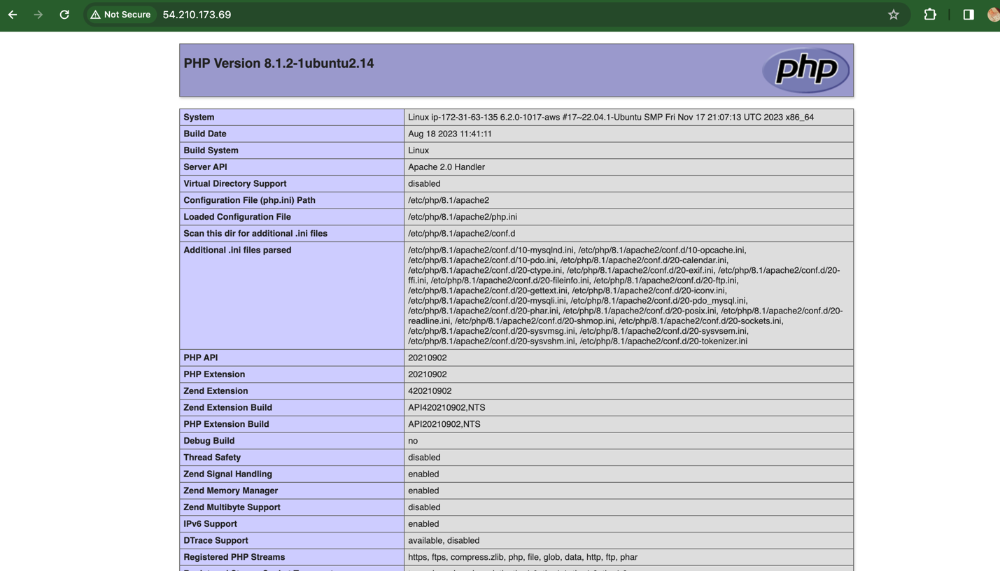 Not Secure 54.210.173.69
PHP Version 8.1.2-1ubuntu2.14
php
System Linux ip-172-31-63-135 6.2.0-1017-aws #17~22.04.1-Ubuntu SMP Fri Nov 17 21:07:13 UTC 2023 x86_64
Build Date Aug 18 2023 11:41:11
Build System Linux
Server API Apache 2.0 Handler
Virtual Directory Support disabled
Configuration File (php.ini) Path /etc/php/8.1/apache2
Loaded Configuration File /etc/php/8.1/apache2/php.ini
Scan this dir for additional .ini files /etc/php/8.1/apache2/conf.d
Additional .ini files parsed /etc/php/8.1/apache2/conf.d/10-mysqlnd.ini, /etc/php/8.1/apache2/conf.d/10-opcache.ini,
/etc/php/8.1/apache2/conf.d/10-pdo.ini, /etc/php/8.1/apache2/conf.d/20-calendar.ini,
/etc/php/8.1/apache2/conf.d/20-ctype.ini, /etc/php/8.1/apache2/conf.d/20-exif.ini, /etc/php/8.1/apache2/conf.d/20-
ffi.ini, /etc/php/8.1/apache2/conf.d/20-fileinfo.ini, /etc/php/8.1/apache2/conf.d/20-ftp.ini,
/etc/php/8.1/apache2/conf.d/20-gettext.ini, /etc/php/8.1/apache2/conf.d/20-iconv.ini,
/etc/php/8.1/apache2/conf.d/20-mysqli.ini, /etc/php/8.1/apache2/conf.d/20-pdo_mysql.ini,
/etc/php/8.1/apache2/conf.d/20-phar.ini, /etc/php/8.1/apache2/conf.d/20-posix.ini, /etc/php/8.1/apache2/conf.d/20-
readline.ini, /etc/php/8.1/apache2/conf.d/20-shmop.ini, /etc/php/8.1/apache2/conf.d/20-sockets.ini,
/etc/php/8.1/apache2/conf.d/20-sysvmsg.ini, /etc/php/8.1/apache2/conf.d/20-sysvsem.ini,
/etc/php/8.1/apache2/conf.d/20-sysvshm.ini, /etc/php/8.1/apache2/conf.d/20-tokenizer.ini
PHP API 20210902
PHP Extension 20210902
Zend Extension 420210902
Zend Extension Build API420210902,NTS
PHP Extension Build API20210902,NTS
Debug Build no
Thread Safety disabled
Zend Signal Handling enabled
Zend Memory Manager enabled
Zend Multibyte Support disabled
IPv6 Support enabled
DTrace Support available, disabled
Registered PHP Streams https, ftps, compress.zlib, php, file, glob, data, http, ftp, phar